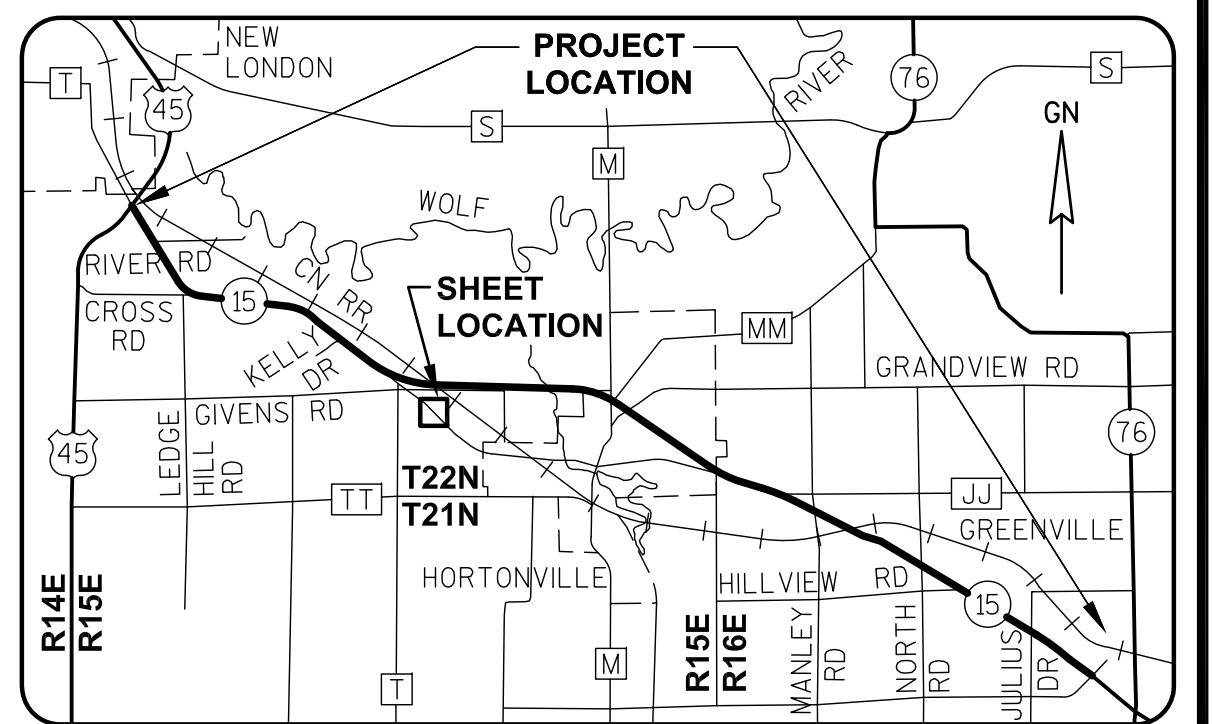 NEW
LONDON
PROJECT
LOCATION
T
45
S
M
RIVER
76
S
GN
WOLF
RIVER RD
CN RR
15
CROSS
RD
SHEET
LOCATION
KELLY
DR
MM
GRANDVIEW RD
GIVENS RD
45
LEDGE
HILL
RD
76
TT
T22N
T21N
JJ
GREENVILLE
HORTONVILLE
HILLVIEW RD
R14E
R15E
R15E
R16E
15
MANLEY
RD
NORTH
RD
JULIUS
DR
T
M